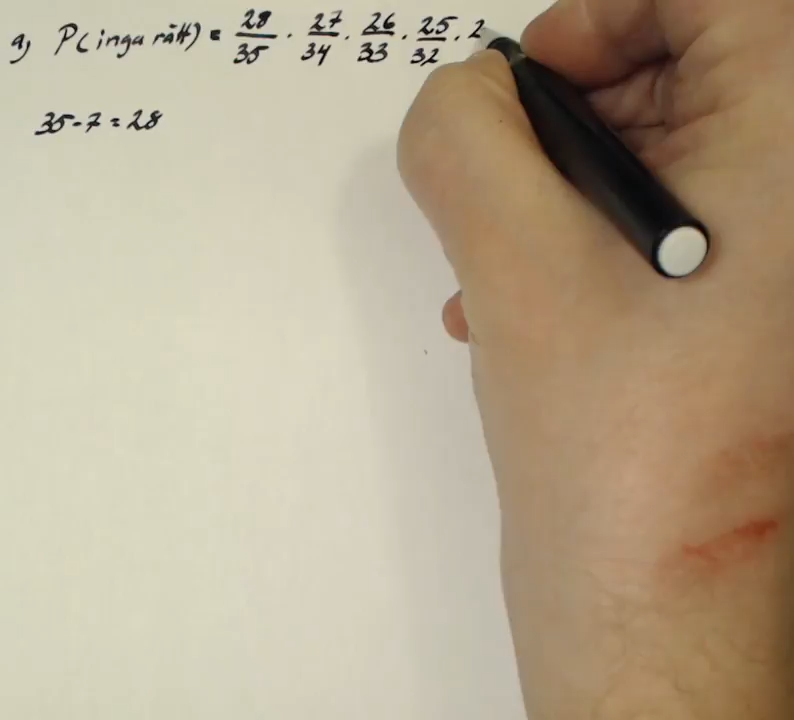 a) P(inga rätt) = 28/35 · 27/34 · 26/33 · 25/32 · 2
35-7=28